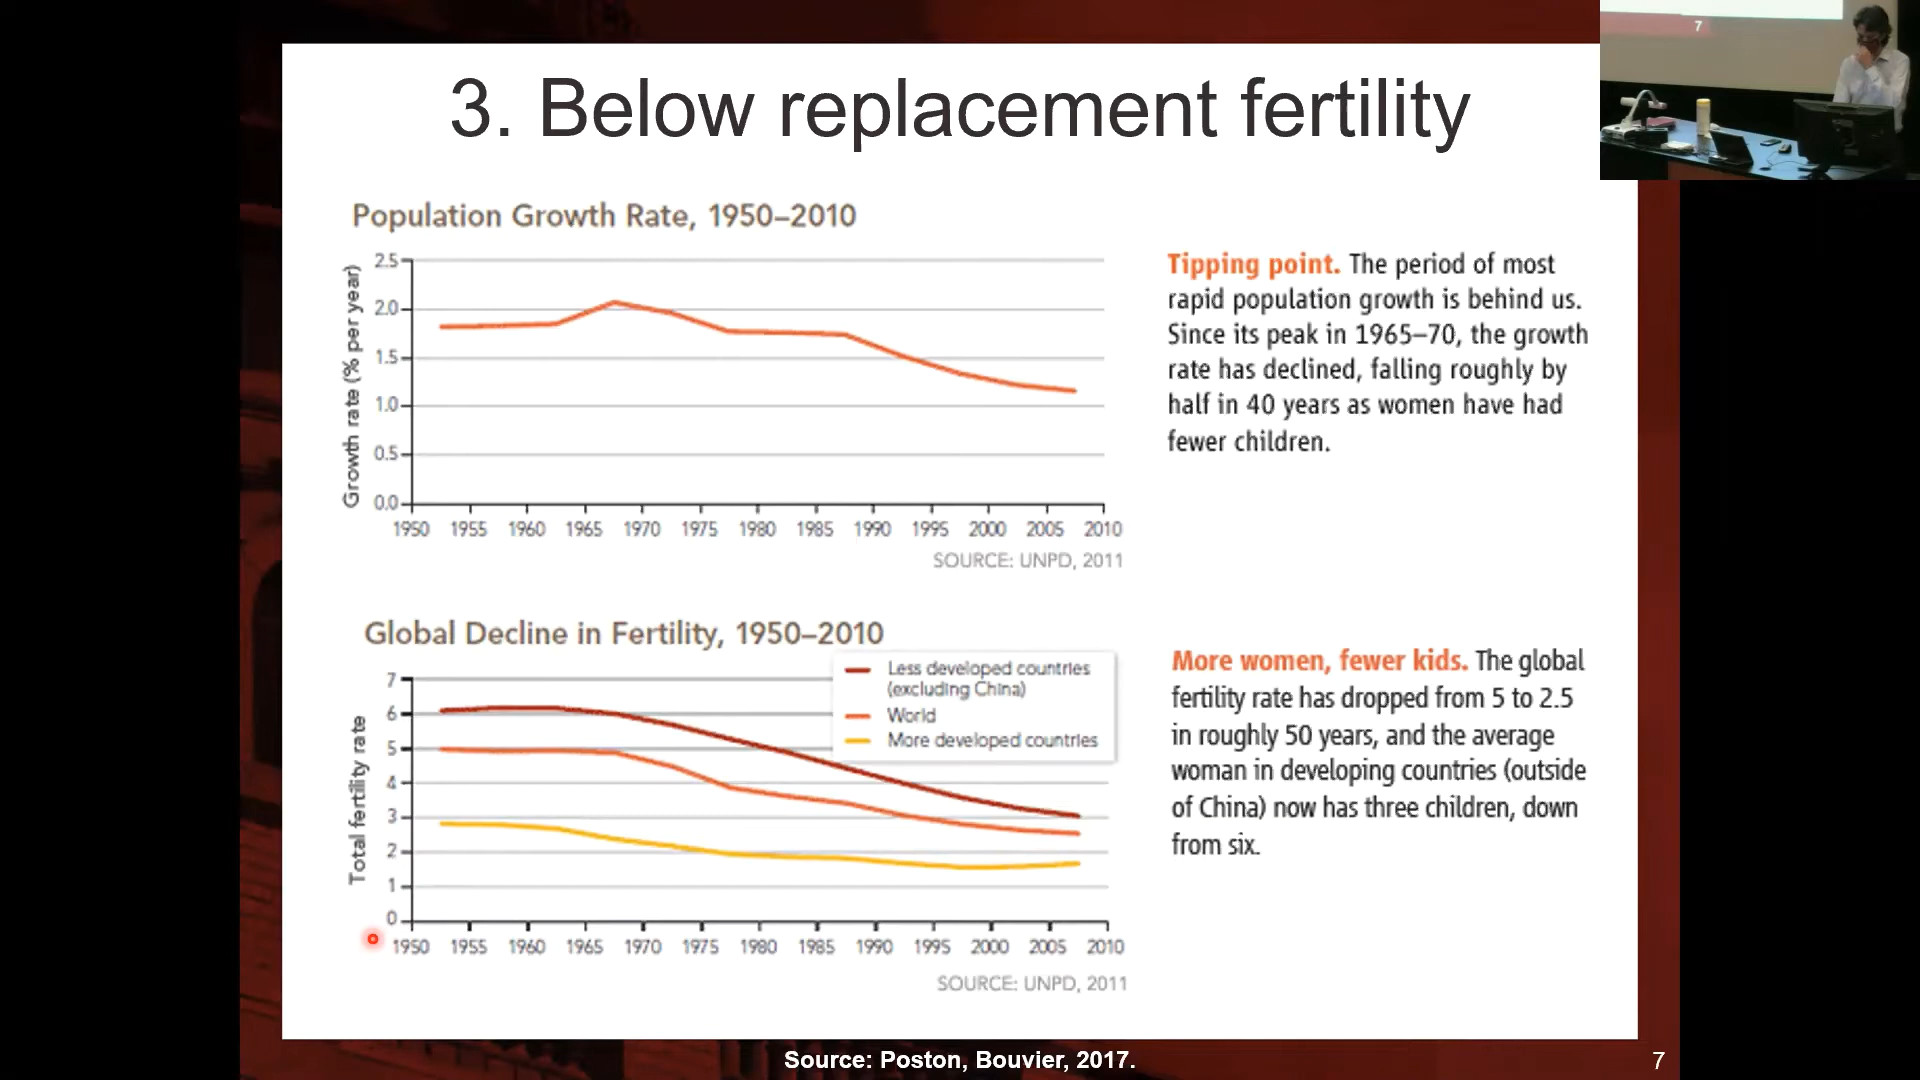 7
3. Below replacement fertility
Population Growth Rate, 1950–2010
Growth rate (% per year)
2.5
2.0
1.5
1.0
0.5
0.0
1950 1955 1960 1965 1970 1975 1980 1985 1990 1995 2000 2005 2010
SOURCE: UNPD, 2011
Tipping point. The period of most
rapid population growth is behind us.
Since its peak in 1965–70, the growth
rate has declined, falling roughly by
half in 40 years as women have had
fewer children.
Global Decline in Fertility, 1950–2010
Less developed countries
(excluding China)
World
More developed countries
Total fertility rate
7
6
5
4
3
2
1
0
1950 1955 1960 1965 1970 1975 1980 1985 1990 1995 2000 2005 2010
SOURCE: UNPD, 2011
More women, fewer kids. The global
fertility rate has dropped from 5 to 2.5
in roughly 50 years, and the average
woman in developing countries (outside
of China) now has three children, down
from six.
Source: Poston, Bouvier, 2017.
7